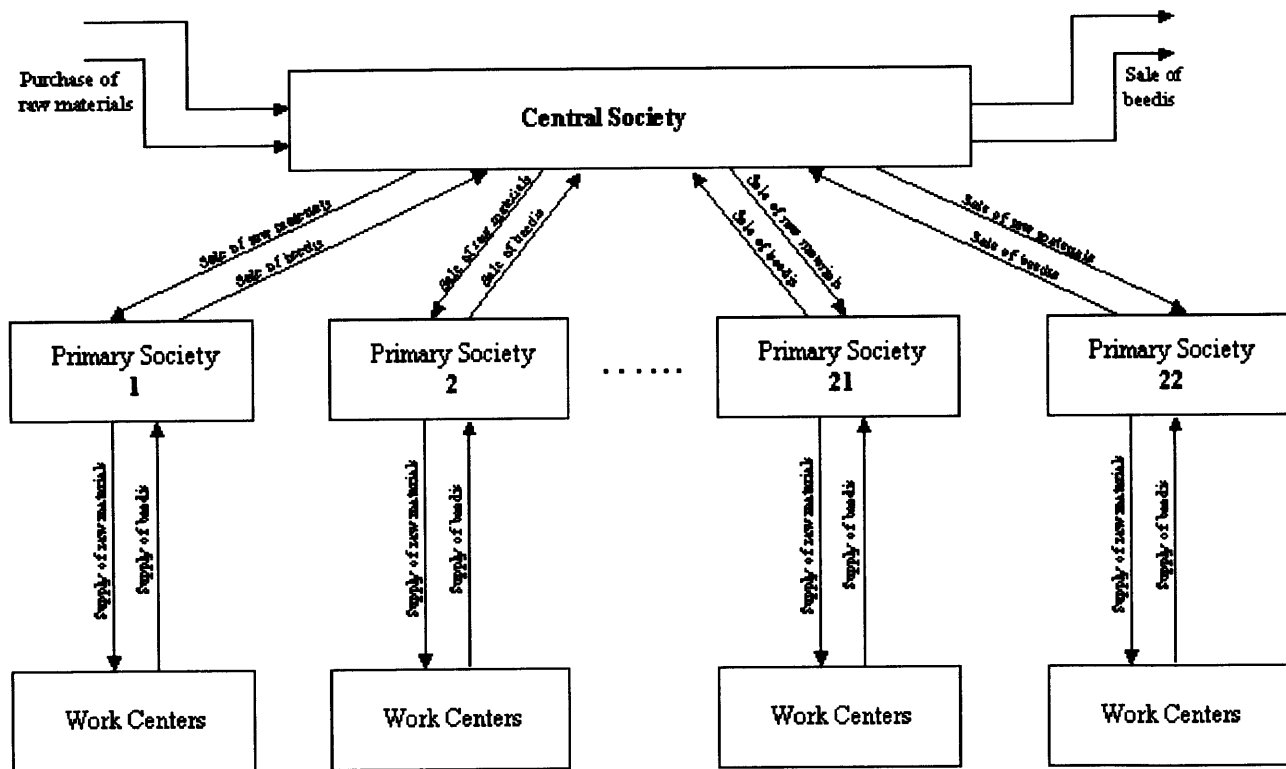 Purchase of
raw materials
Central Society
Sale of
beedis
Sale of raw materials
Sale of beedis
Sale of raw materials
Sale of beedis
Sale of raw materials
Sale of beedis
Sale of raw materials
Sale of beedis
Primary Society
1
Primary Society
2
.......
Primary Society
21
Primary Society
22
Supply of raw materials
Supply of beedis
Supply of raw materials
Supply of beedis
Supply of raw materials
Supply of beedis
Supply of raw materials
Supply of beedis
Work Centers
Work Centers
Work Centers
Work Centers